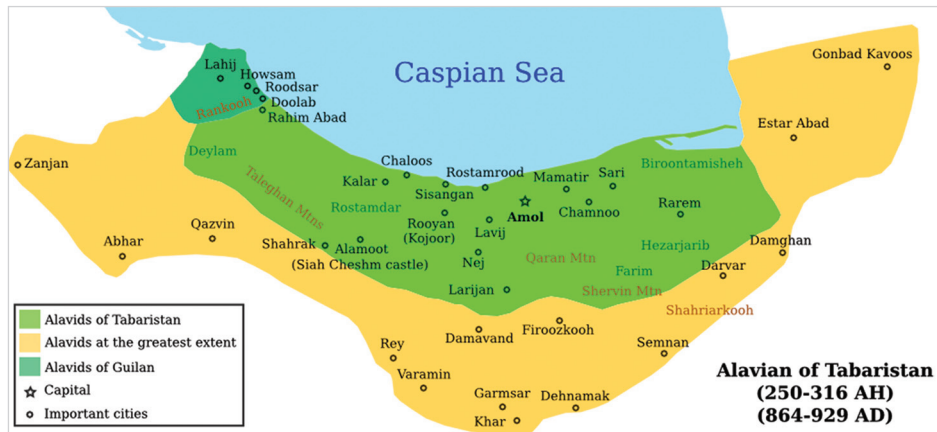 Caspian Sea
Gonbad Kavoos
Lahij
Howsam
Roodsar
Doolab
Rankooh
Rahim Abad
Estar Abad
Deylam
Zanjan
Chaloos
Biroontamisheh
Kalar
Sisangan
Rostamrood
Mamatir
Sari
Taleghan Mtns
Rostamdar
Amol
Chamnoo
Rarem
Qazvin
Rooyan
(Kojoor)
Lavij
Abhar
Shahrak
Alamoot
(Siah Cheshm castle)
Nej
Qaran Mtn
Hezarjarib
Damghan
Farim
Darvar
Larijan
Shervin Mtn
Shahriarkooh
Alavids of Tabaristan
Alavids at the greatest extent
Alavids of Guilan
Capital
Important cities
Damavand
Firoozkooh
Rey
Semnan
Varamin
Garmsar
Dehnamak
Khar
Alavian of Tabaristan
(250-316 AH)
(864-929 AD)